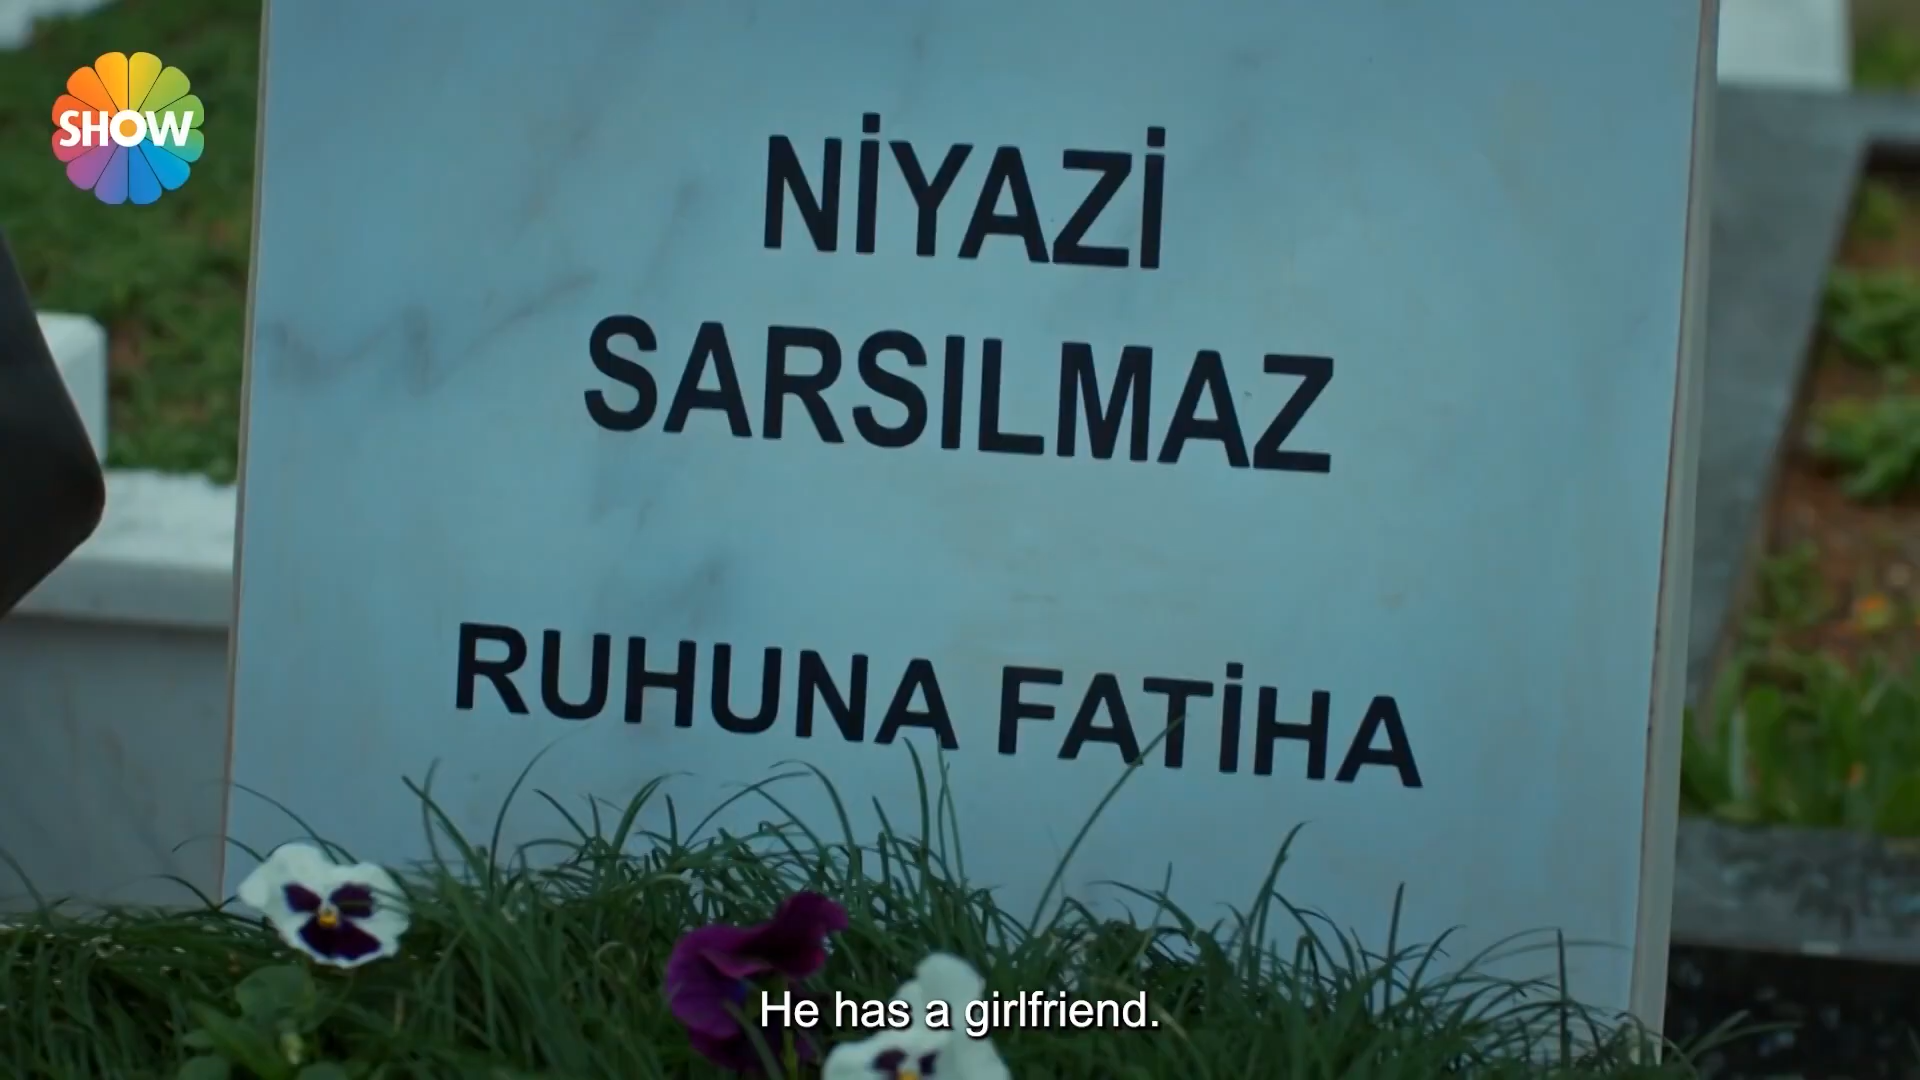 SHOW
NİYAZİ
SARSILMAZ
RUHUNA FATİHA
He has a girlfriend.